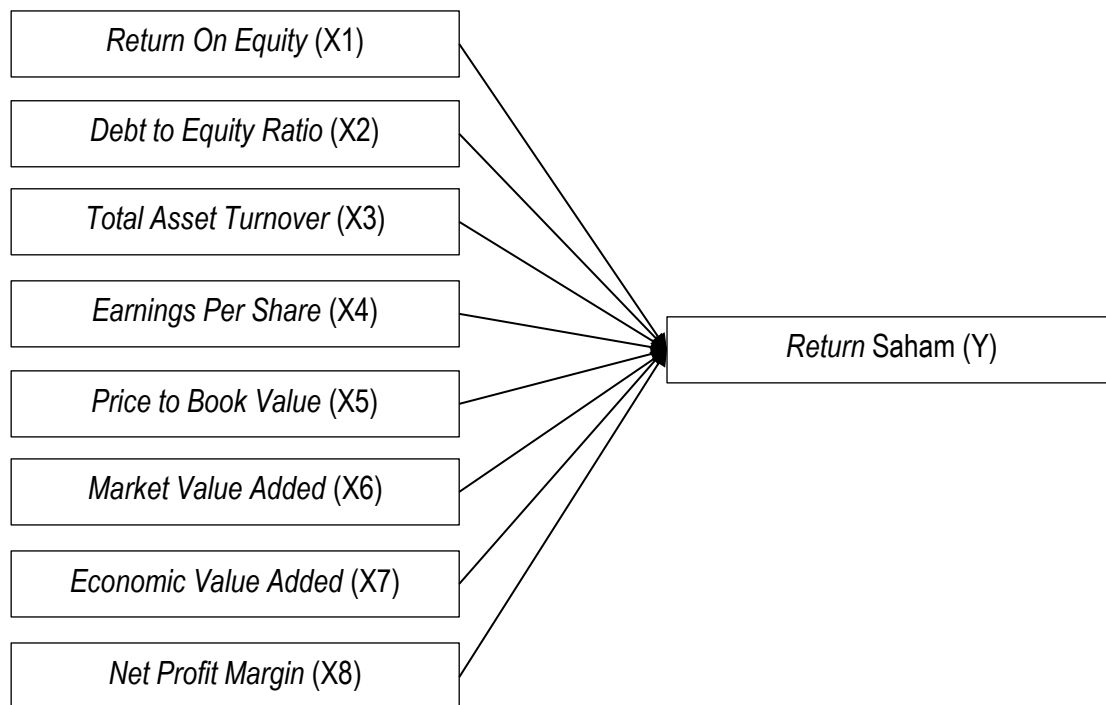 Return On Equity (X1)
Debt to Equity Ratio (X2)
Total Asset Turnover (X3)
Earnings Per Share (X4)
Return Saham (Y)
Price to Book Value (X5)
Market Value Added (X6)
Economic Value Added (X7)
Net Profit Margin (X8)